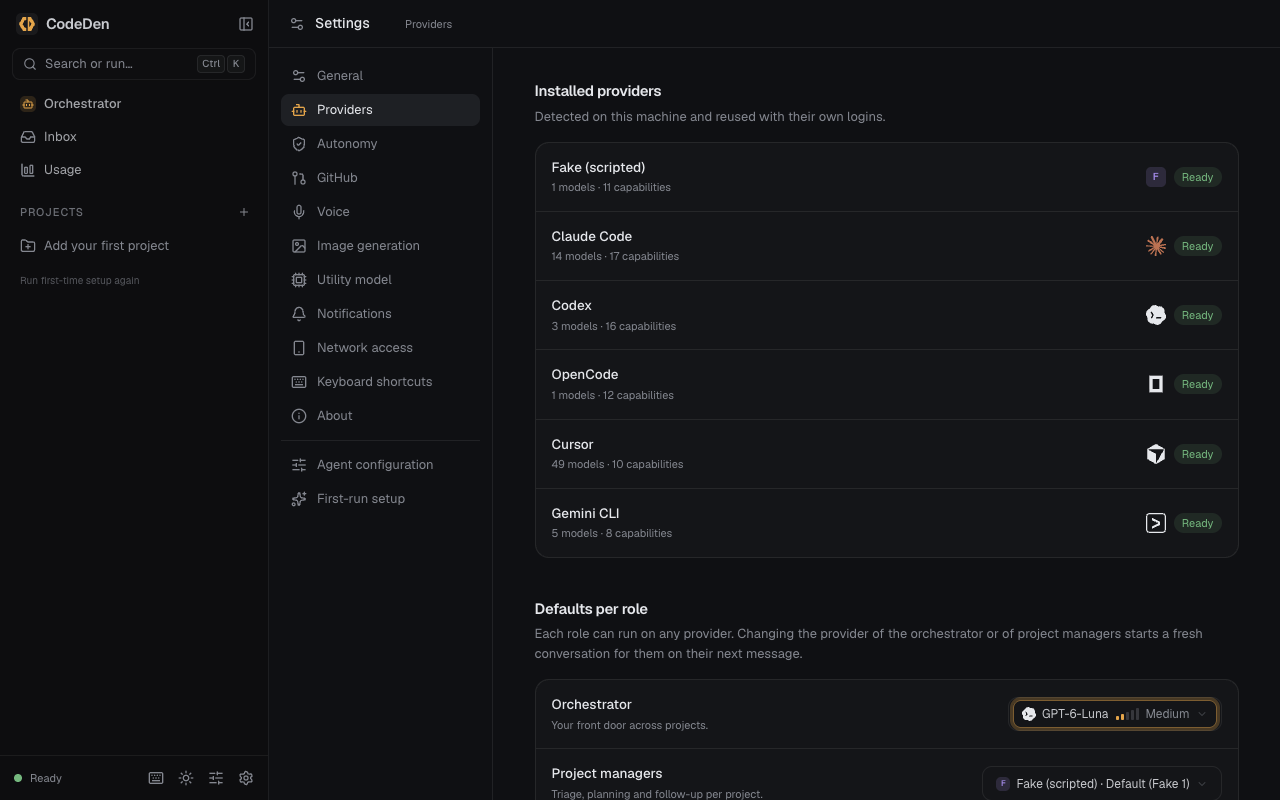 CodeDen
Search or run…
Ctrl K
Orchestrator
Inbox
Usage
PROJECTS
Add your first project
Run first-time setup again
Ready
Settings
Providers
General
Providers
Autonomy
GitHub
Voice
Image generation
Utility model
Notifications
Network access
Keyboard shortcuts
About
Agent configuration
First-run setup
Installed providers
Detected on this machine and reused with their own logins.
Fake (scripted)
1 models · 11 capabilities
F
Ready
Claude Code
14 models · 17 capabilities
Ready
Codex
3 models · 16 capabilities
Ready
OpenCode
1 models · 12 capabilities
Ready
Cursor
49 models · 10 capabilities
Ready
Gemini CLI
5 models · 8 capabilities
Ready
Defaults per role
Each role can run on any provider. Changing the provider of the orchestrator or of project managers starts a fresh
conversation for them on their next message.
Orchestrator
Your front door across projects.
GPT-6-Luna Medium
Project managers
Triage, planning and follow-up per project.
F Fake (scripted) · Default (Fake 1)